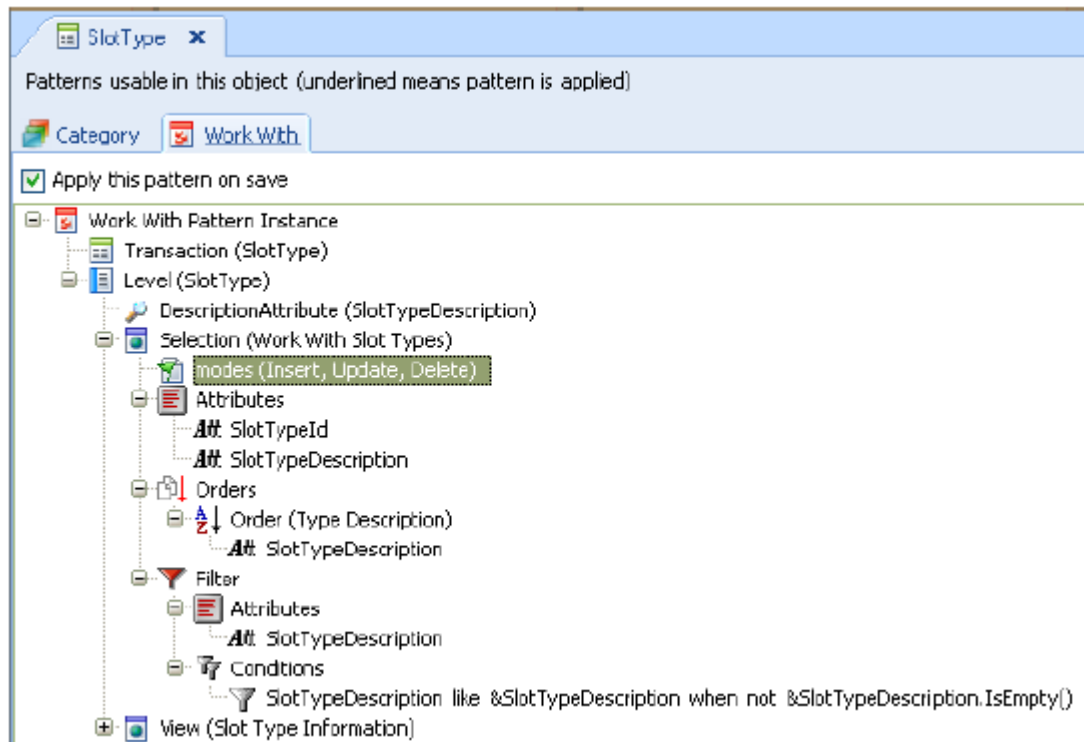 SlotType x
Patterns usable in this object (underlined means pattern is applied)
Category Work With
Apply this pattern on save
Work With Pattern Instance
Transaction (SlotType)
Level (SlotType)
DescriptionAttribute (SlotTypeDescription)
Selection (Work With Slot Types)
modes (Insert, Update, Delete)
Attributes
Att SlotTypeId
Att SlotTypeDescription
Orders
A Z Order (Type Description)
Att SlotTypeDescription
Filter
Attributes
Att SlotTypeDescription
Conditions
SlotTypeDescription like &SlotTypeDescription when not &SlotTypeDescription.IsEmpty()
View (Slot Type Information)